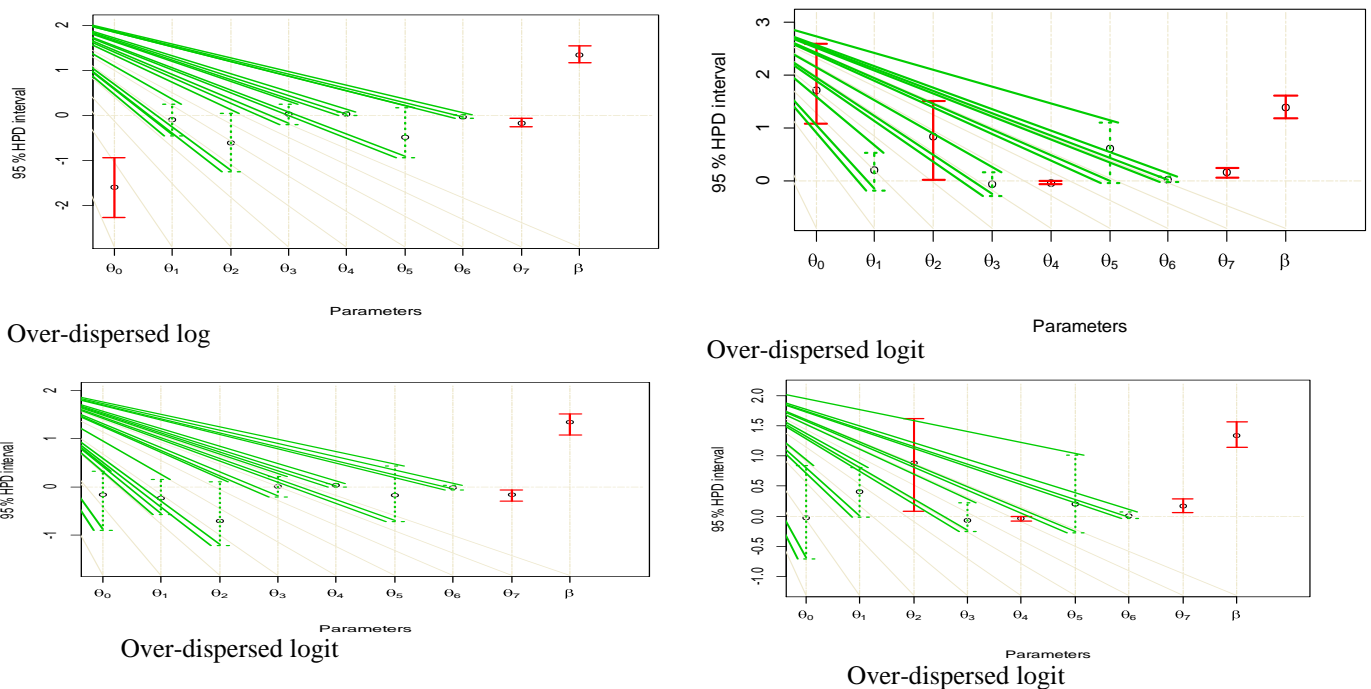 95 % HPD interval
2
1
0
-1
-2
θ0 θ1 θ2 θ3 θ4 θ5 θ6 θ7 β
Parameters
Over-dispersed log
95 % HPD interval
3
2
1
0
θ0 θ1 θ2 θ3 θ4 θ5 θ6 θ7 β
Parameters
Over-dispersed logit
95 % HPD interval
2
1
0
-1
θ0 θ1 θ2 θ3 θ4 θ5 θ6 θ7 β
Parameters
Over-dispersed logit
95 % HPD interval
2.0
1.5
1.0
0.5
0.0
-0.5
-1.0
θ0 θ1 θ2 θ3 θ4 θ5 θ6 θ7 β
Parameters
Over-dispersed logit